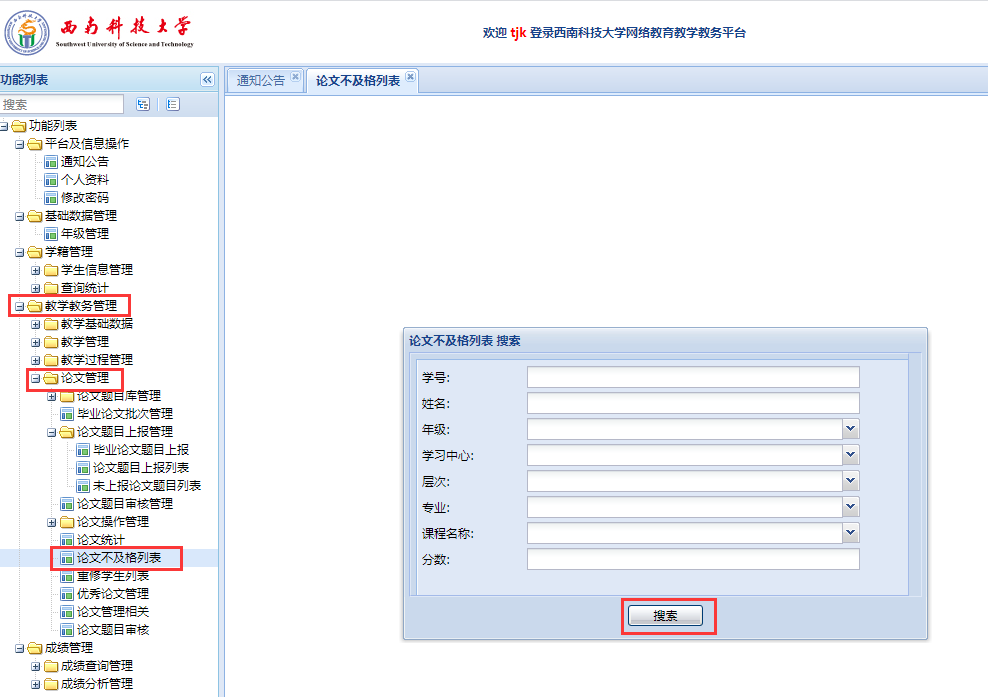 西南科技大学
Southwest University of Science and Technology
欢迎 tjk 登录西南科技大学网络教育教学教务平台
功能列表
通知公告
论文不及格列表
搜索
功能列表
平台及信息操作
通知公告
个人资料
修改密码
基础数据管理
年级管理
学籍管理
学生信息管理
查询统计
教学教务管理
教学基础数据
教学管理
教学过程管理
论文管理
论文题目库管理
毕业论文批次管理
论文题目上报管理
毕业论文题目上报
论文题目上报列表
未上报论文题目列表
论文题目审核管理
论文操作管理
论文统计
论文不及格列表
重修学生列表
优秀论文管理
论文管理相关
论文题目审核
成绩管理
成绩查询管理
成绩分析管理
论文不及格列表 搜索
学号:
姓名:
年级:
学习中心:
层次:
专业:
课程名称:
分数:
搜索